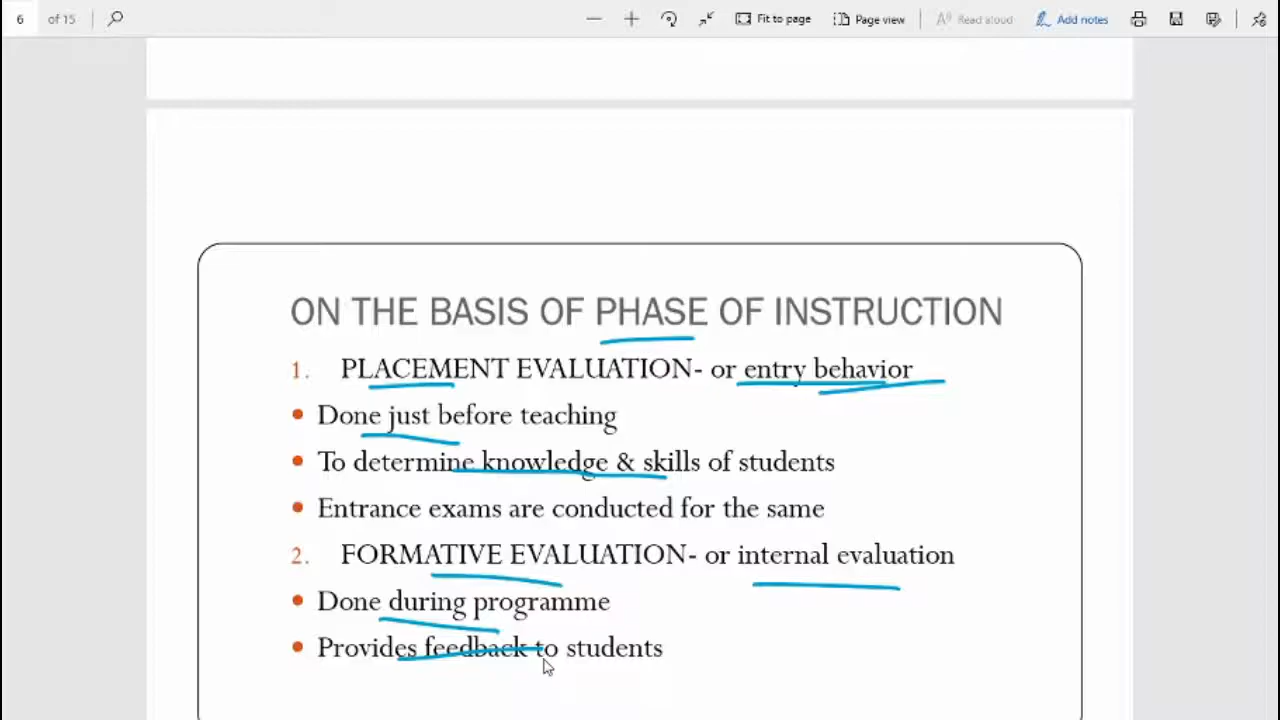 6 of 15 Fit to page Page view Read aloud Add notes
ON THE BASIS OF PHASE OF INSTRUCTION
1. PLACEMENT EVALUATION- or entry behavior
• Done just before teaching
• To determine knowledge & skills of students
• Entrance exams are conducted for the same
2. FORMATIVE EVALUATION- or internal evaluation
• Done during programme
• Provides feedback to students